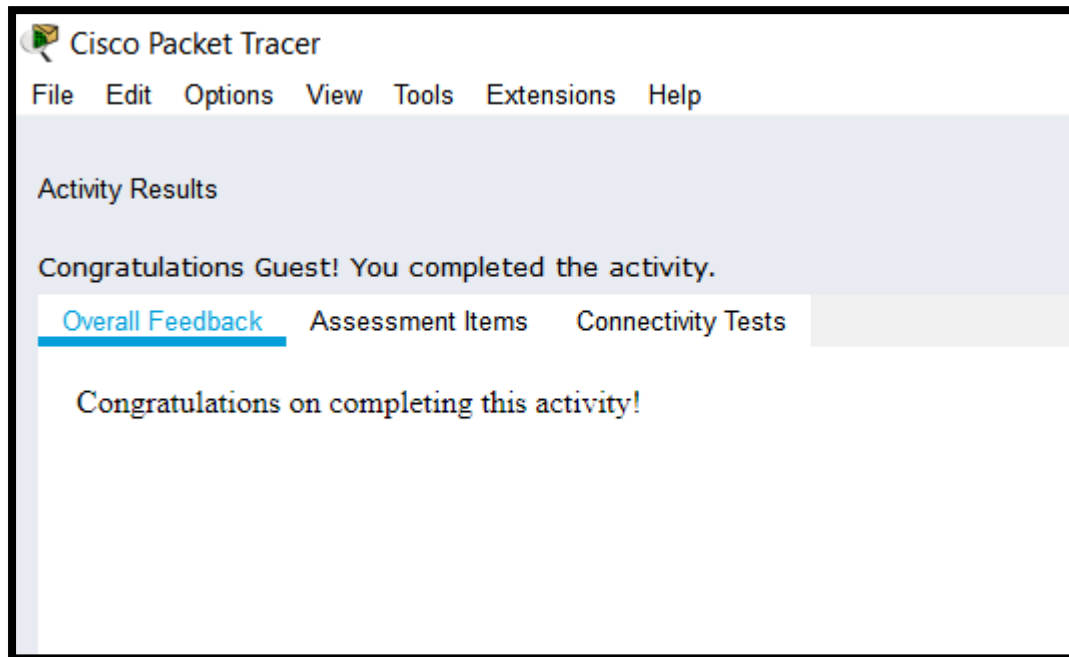 Cisco Packet Tracer
File Edit Options View Tools Extensions Help
Activity Results
Congratulations Guest! You completed the activity.
Overall Feedback Assessment Items Connectivity Tests
Congratulations on completing this activity!